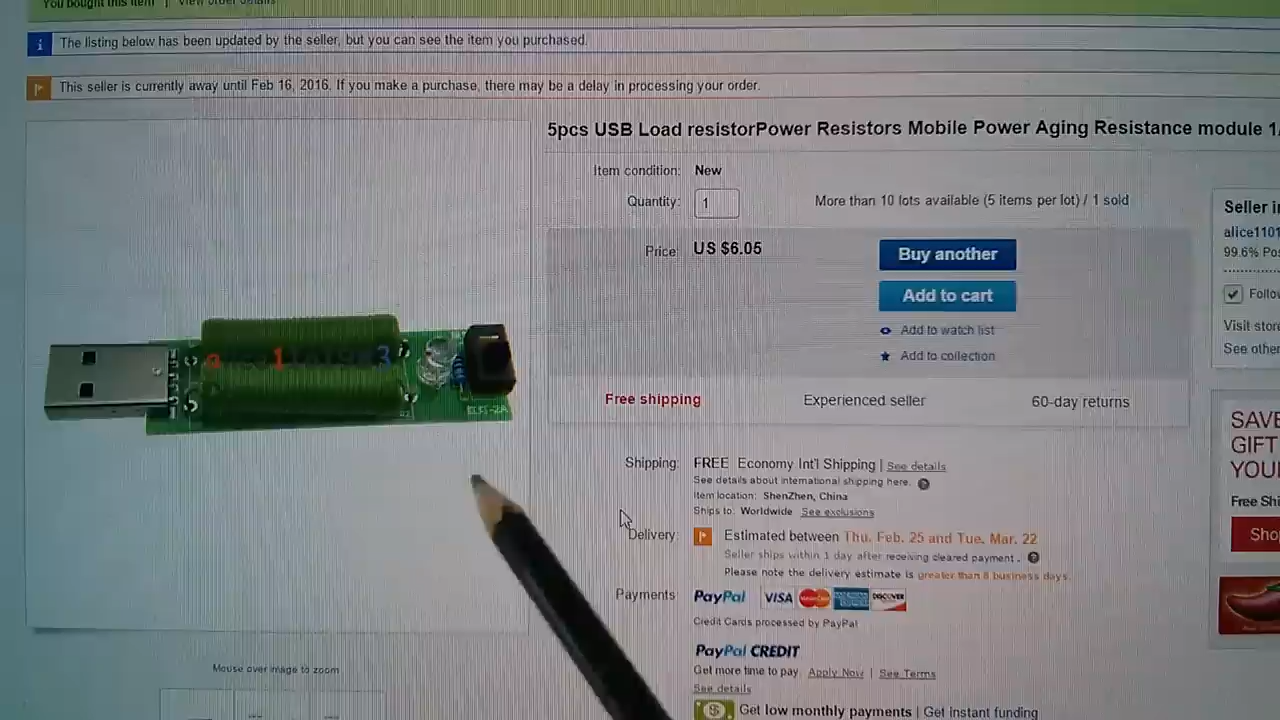 You bought this item | View order details
The listing below has been updated by the seller, but you can see the item you purchased.
This seller is currently away until Feb 16, 2016. If you make a purchase, there may be a delay in processing your order.
5pcs USB Load resistorPower Resistors Mobile Power Aging Resistance module 1
Item condition: New
Quantity: 1 More than 10 lots available (5 items per lot) / 1 sold
Price: US $6.05
Buy another
Add to cart
Add to watch list
Add to collection
Free shipping Experienced seller 60-day returns
Shipping: FREE Economy Int'l Shipping | See details
See details about international shipping here.
Item location: ShenZhen, China
Ships to: Worldwide See exclusions
Delivery: Estimated between Thu. Feb. 25 and Tue. Mar. 22
Seller ships within 1 day after receiving cleared payment.
Please note the delivery estimate is greater than 8 business days.
Payments PayPal VISA MasterCard DISCOVER
Credit Cards processed by PayPal
PayPal CREDIT
Get more time to pay. Apply Now | See Terms
See details
Get low monthly payments | Get instant funding
Mouse over image to zoom
Seller in
alice1101
99.6% Pos
Follo
Visit store
See other
SAVE
GIFT
YOU
Free Shi
Sho